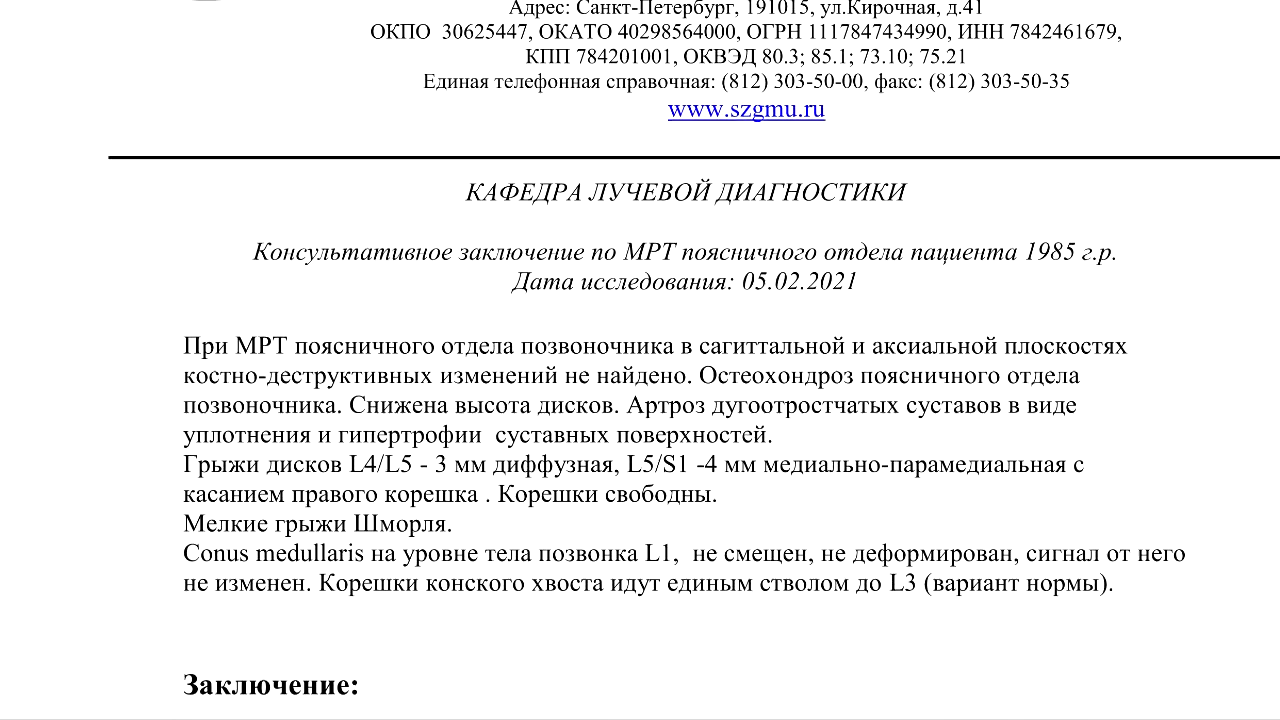 Адрес: Санкт-Петербург, 191015, ул.Кирочная, д.41
ОКПО  30625447, ОКАТО 40298564000, ОГРН 1117847434990, ИНН 7842461679,
КПП 784201001, ОКВЭД 80.3; 85.1; 73.10; 75.21
Единая телефонная справочная: (812) 303-50-00, факс: (812) 303-50-35
www.szgmu.ru
КАФЕДРА ЛУЧЕВОЙ ДИАГНОСТИКИ
Консультативное заключение по МРТ поясничного отдела пациента 1985 г.р.
Дата исследования: 05.02.2021
При МРТ поясничного отдела позвоночника в сагиттальной и аксиальной плоскостях
костно-деструктивных изменений не найдено. Остеохондроз поясничного отдела
позвоночника. Снижена высота дисков. Артроз дугоотростчатых суставов в виде
уплотнения и гипертрофии  суставных поверхностей.
Грыжи дисков L4/L5 - 3 мм диффузная, L5/S1 -4 мм медиально-парамедиальная с
касанием правого корешка . Корешки свободны.
Мелкие грыжи Шморля.
Conus medullaris на уровне тела позвонка L1,  не смещен, не деформирован, сигнал от него
не изменен. Корешки конского хвоста идут единым стволом до L3 (вариант нормы).
Заключение: